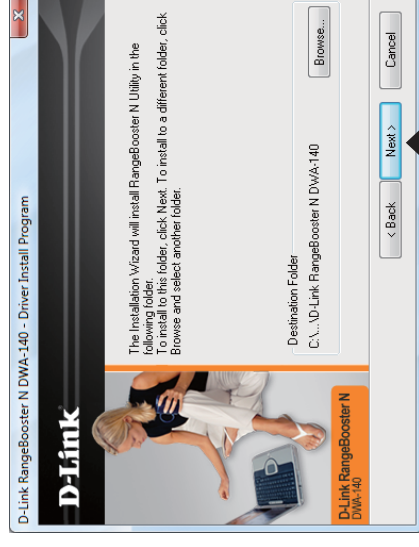 D-Link RangeBooster N DWA-140 - Driver Install Program
D-Link
The Installation Wizard will install RangeBooster N Utility in the
following folder.
To install to this folder, click Next. To install to a different folder, click
Browse and select another folder.
Destination Folder
C:\...\D-Link RangeBooster N DWA-140
Browse...
D-Link RangeBooster N
DWA-140
< Back
Next >
Cancel